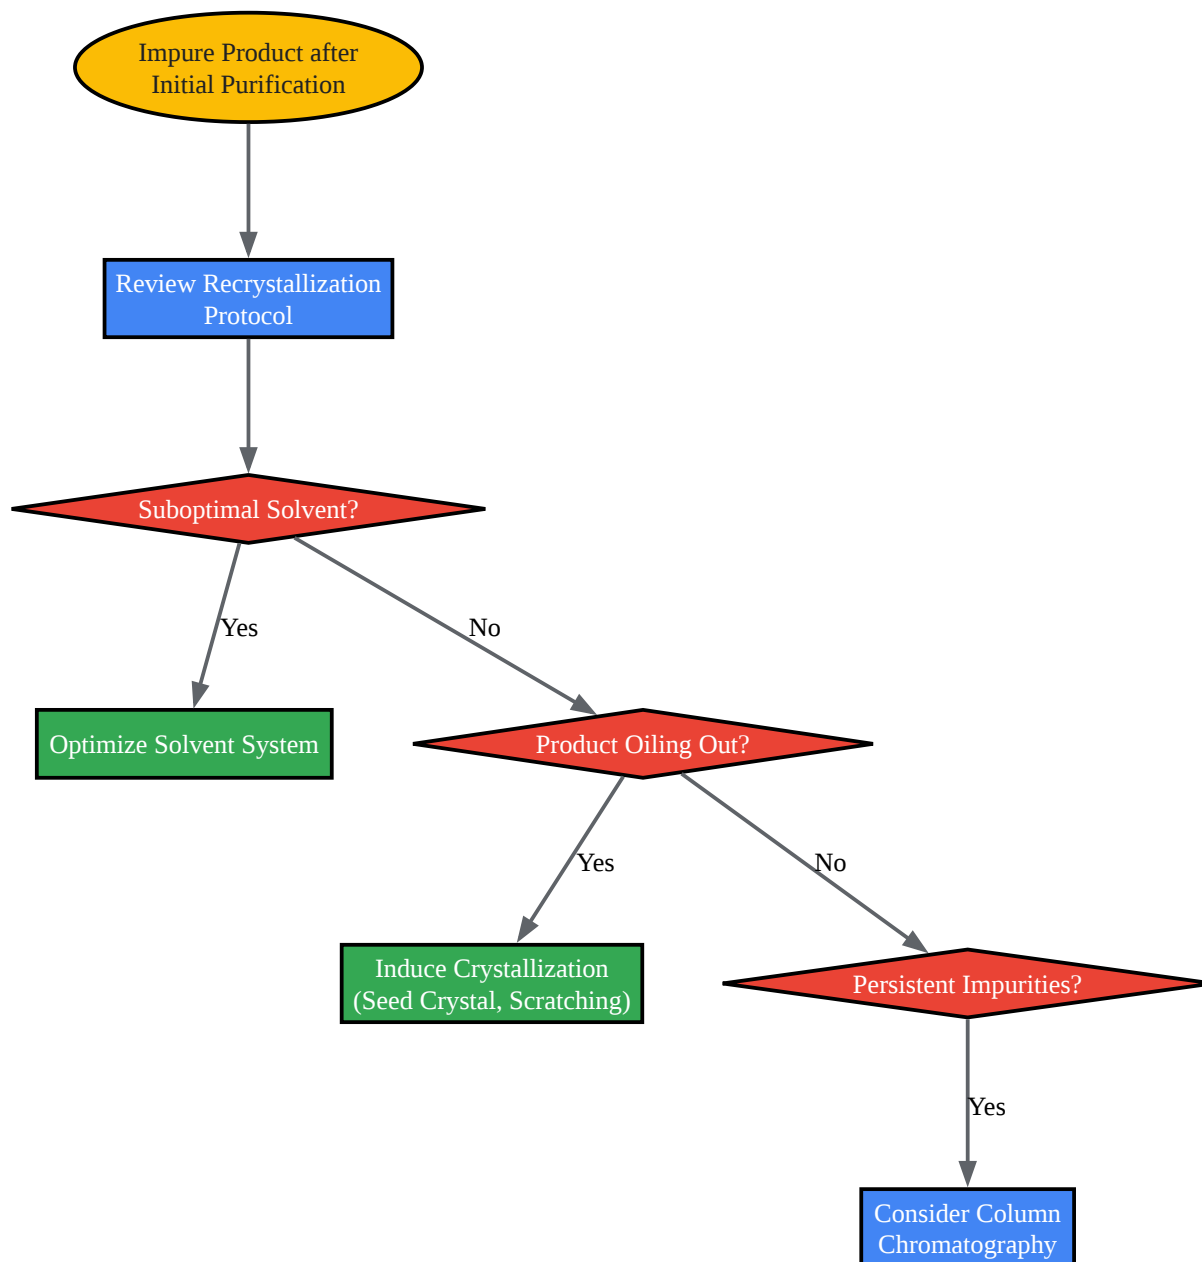 Impure Product after
Initial Purification
Review Recrystallization
Protocol
Suboptimal Solvent?
Yes
No
Optimize Solvent System
Product Oiling Out?
Yes
No
Induce Crystallization
(Seed Crystal, Scratching)
Persistent Impurities?
Yes
Consider Column
Chromatography